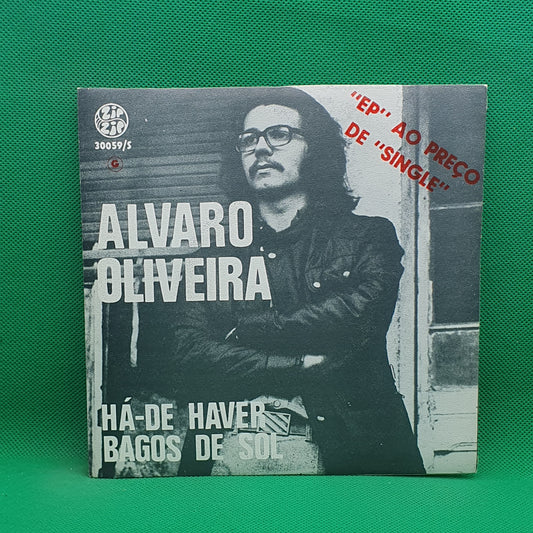 ZIP
ZIP
30059/S
G
"EP" AO PREÇO
DE "SINGLE"
ALVARO
OLIVEIRA
HÁ-DE HAVER
BAGOS DE SOL